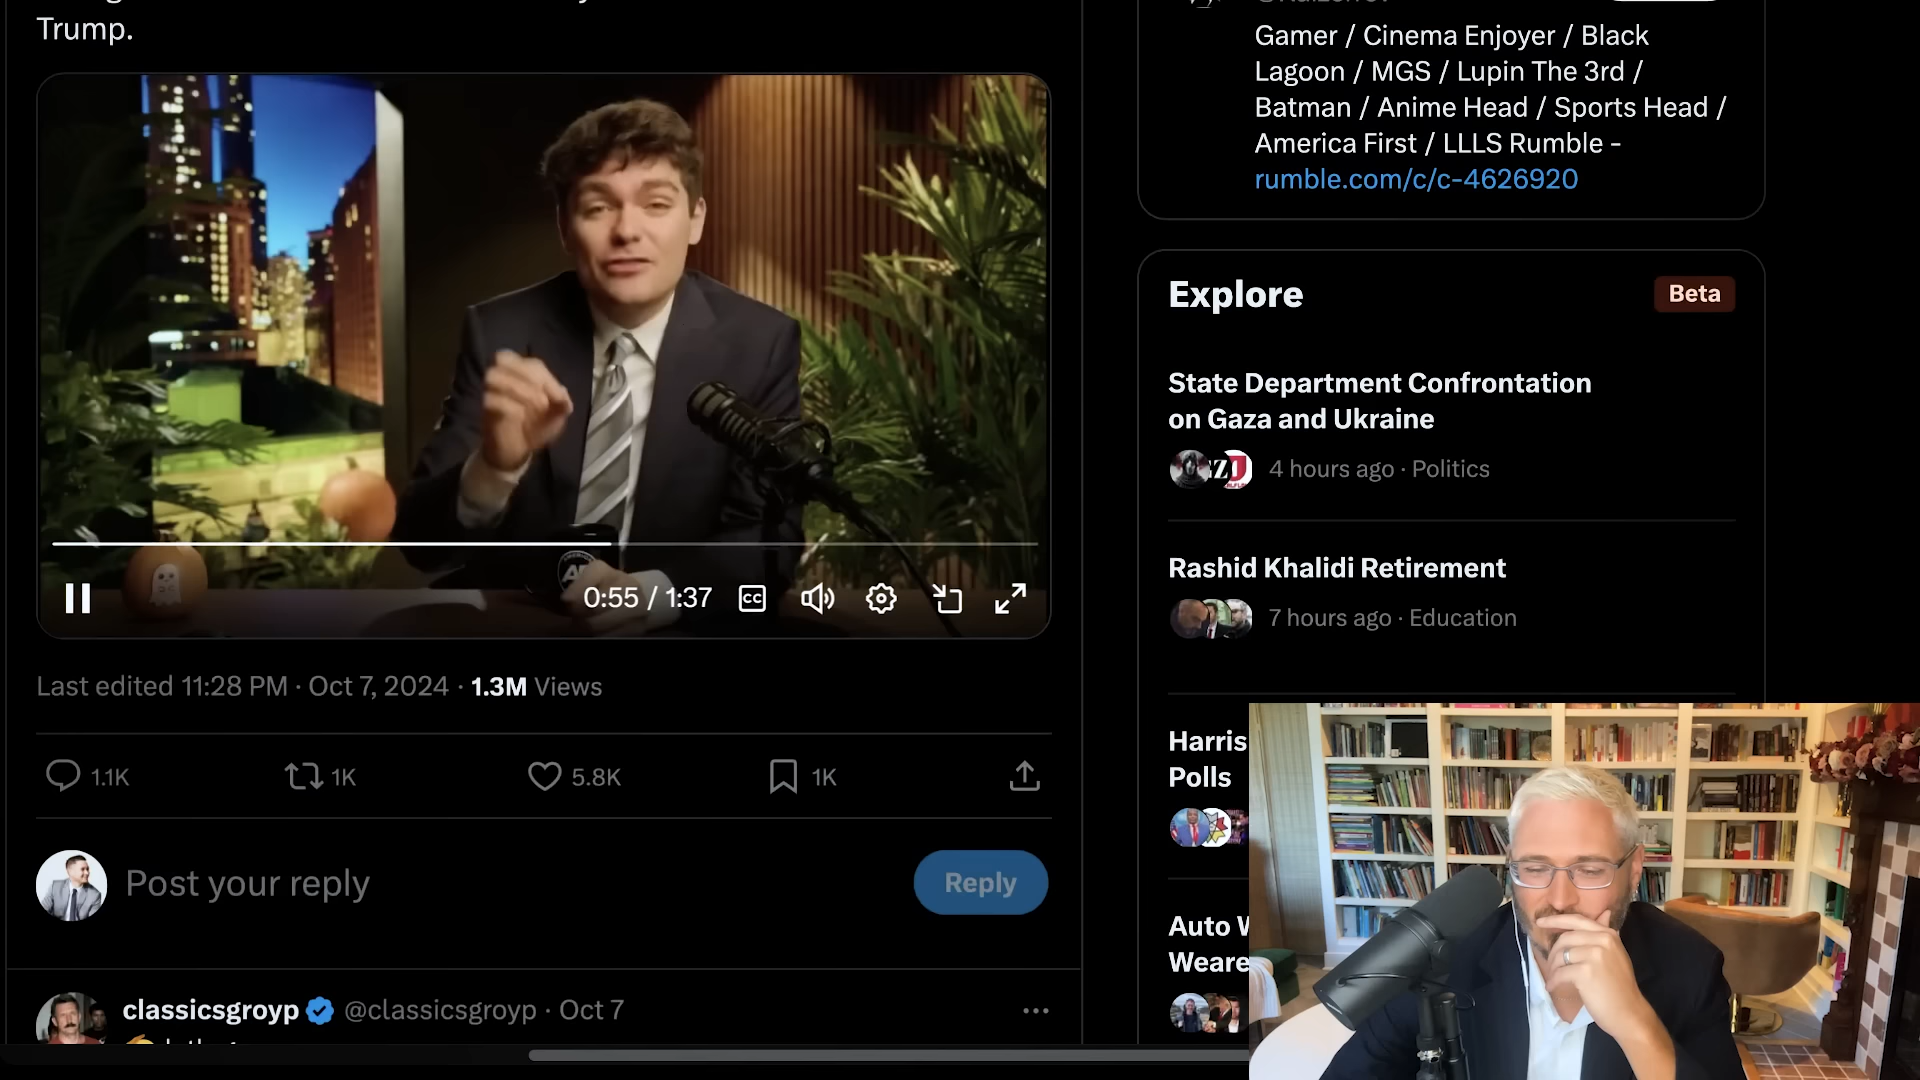 Trump.
0:55 / 1:37
CC
Last edited 11:28 PM · Oct 7, 2024 · 1.3M Views
1.1K
1K
5.8K
1K
Post your reply
Reply
classicsgroyp @classicsgroyp · Oct 7
Gamer / Cinema Enjoyer / Black
Lagoon / MGS / Lupin The 3rd /
Batman / Anime Head / Sports Head /
America First / LLLS Rumble -
rumble.com/c/c-4626920
Explore
Beta
State Department Confrontation
on Gaza and Ukraine
4 hours ago · Politics
Rashid Khalidi Retirement
7 hours ago · Education
Harris
Polls
Auto
Weare